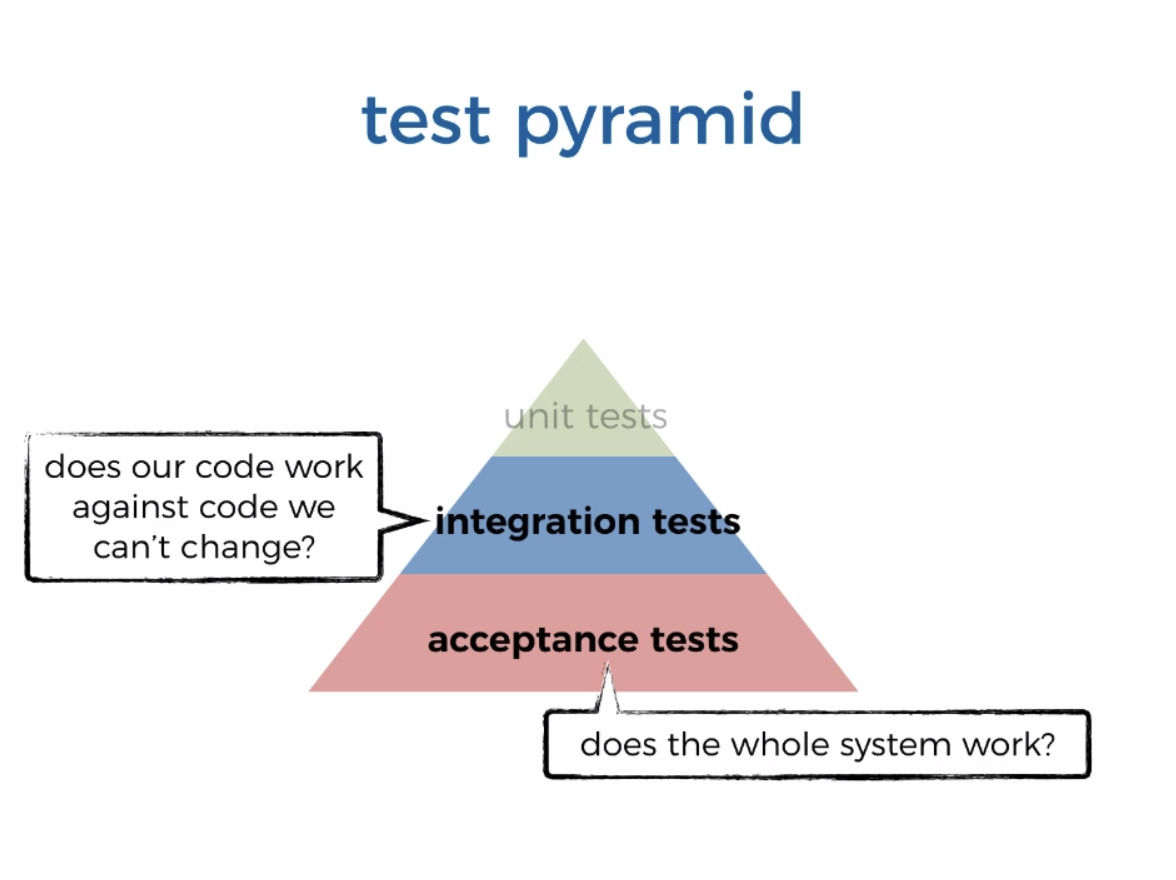 test pyramid
unit tests
does our code work
against code we
can't change?
integration tests
acceptance tests
does the whole system work?